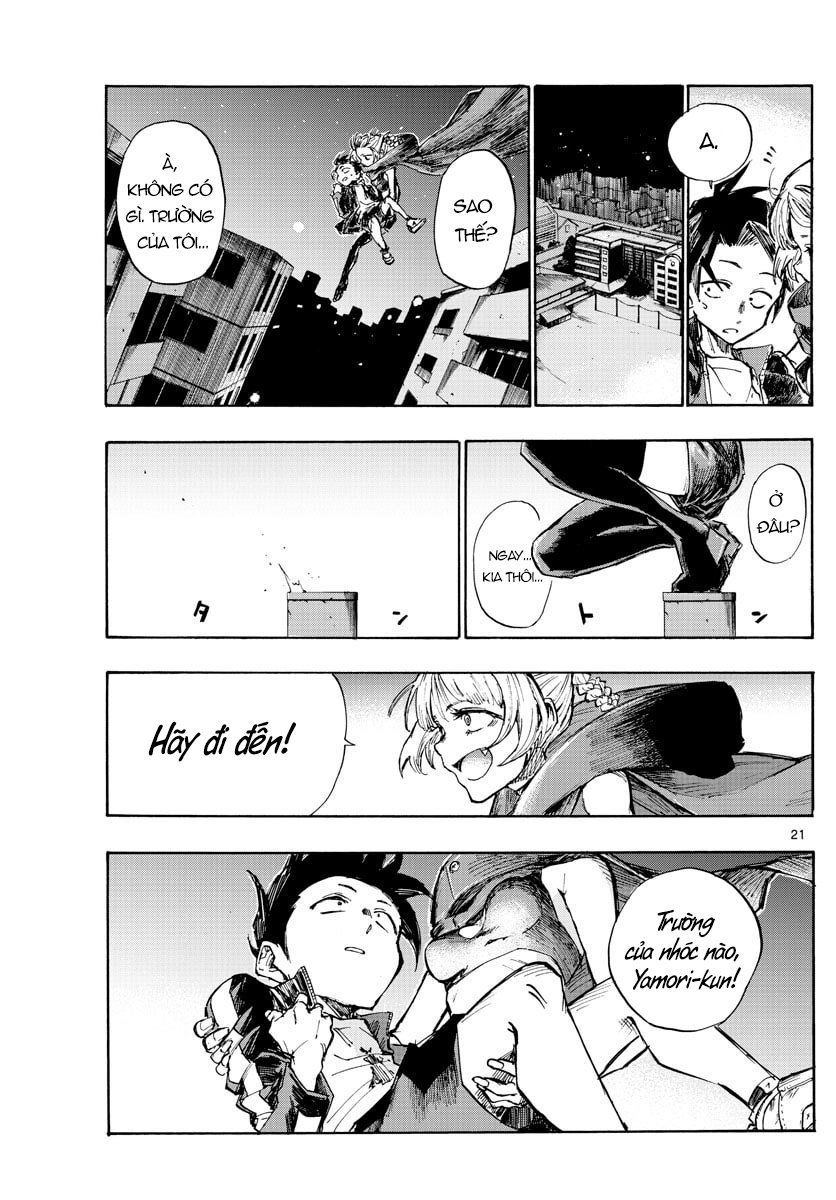 A.
SAO
THẾ?
À,
KHÔNG CÓ
GÌ. TRƯỜNG
CỦA TÔI...
Ở
ĐÂU?
NGAY...
KIA THÔI...
トン
タン
Hãy đi đến!
21
Trường
của nhóc nào,
Yamori-kun!